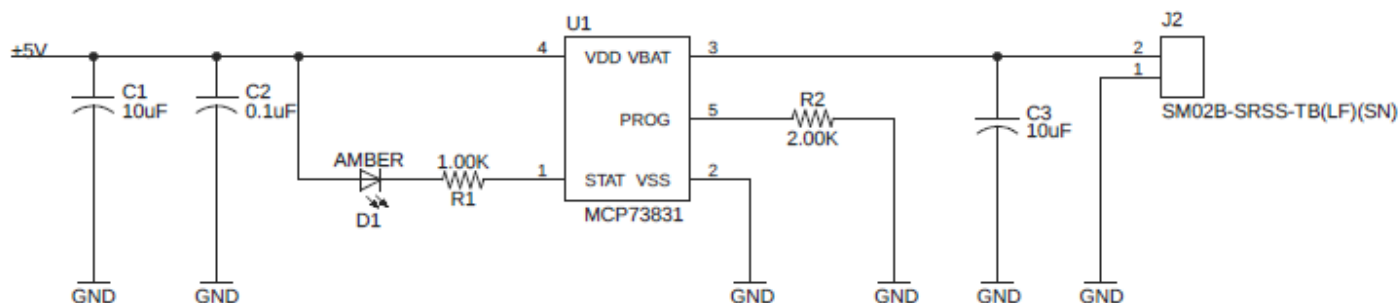 U1
J2
+5V
4
VDD VBAT
3
2
1
C1
10uF
C2
0.1uF
PROG
5
R2
2.00K
C3
10uF
SM02B-SRSS-TB(LF)(SN)
AMBER
1.00K
1
STAT VSS
2
D1
R1
MCP73831
GND
GND
GND
GND
GND
GND